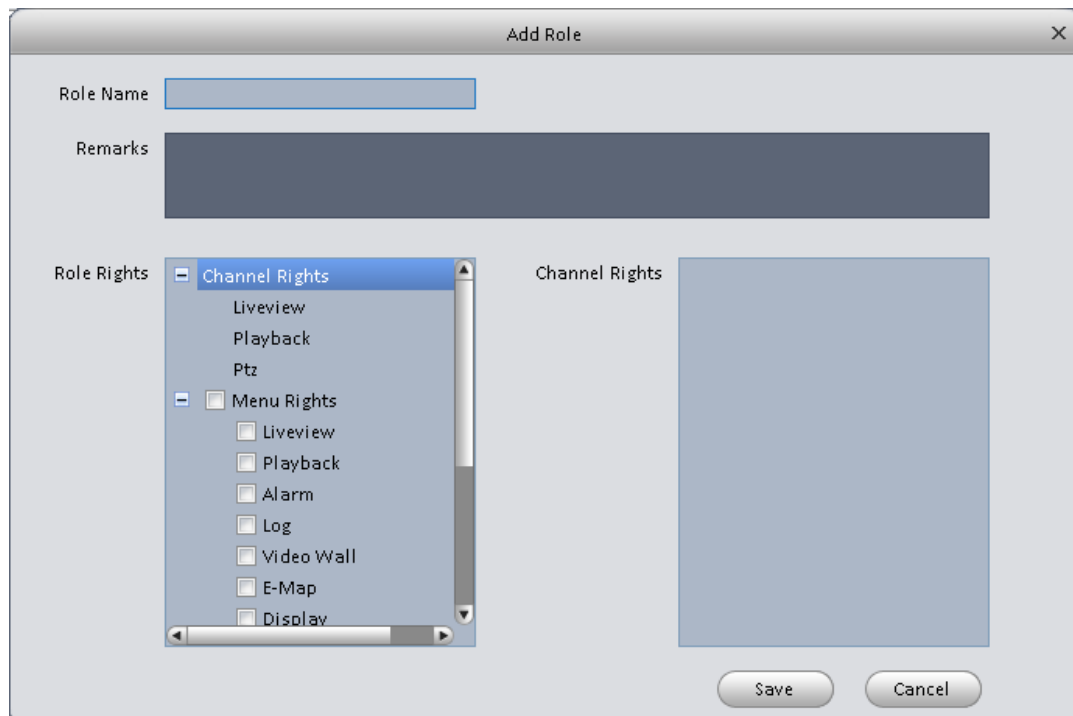 Add Role
Role Name
Remarks
Role Rights
Channel Rights
Liveview
Playback
Ptz
Menu Rights
Liveview
Playback
Alarm
Log
Video Wall
E-Map
Display
Channel Rights
Save
Cancel